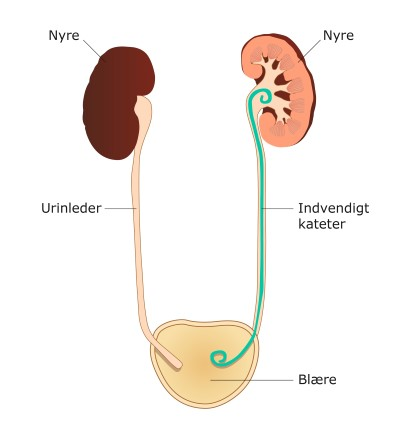 Nyre
Nyre
Urinleder
Indvendigt
kateter
Blære